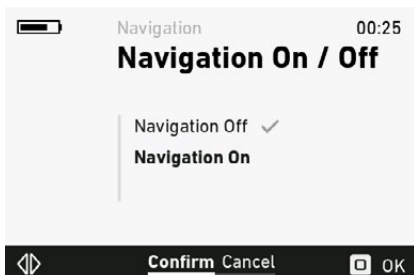 Navigation 00:25
Navigation On / Off
Navigation Off
Navigation On
Confirm Cancel OK